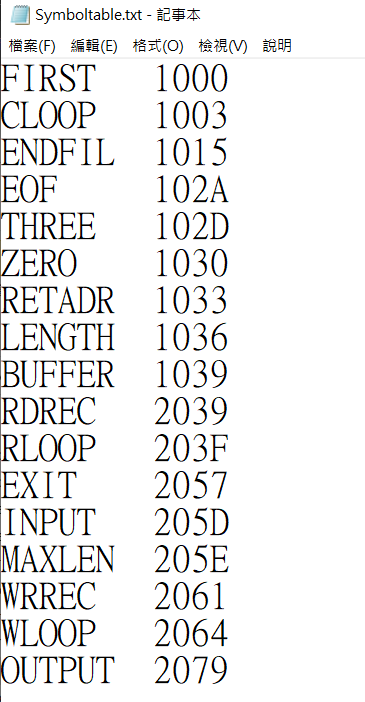 Symboltable.txt - 記事本
檔案(F) 編輯(E) 格式(O) 檢視(V) 說明
FIRST 1000
CLOOP 1003
ENDFIL 1015
EOF 102A
THREE 102D
ZERO 1030
RETADR 1033
LENGTH 1036
BUFFER 1039
RDREC 2039
RLOOP 203F
EXIT 2057
INPUT 205D
MAXLEN 205E
WRREC 2061
WLOOP 2064
OUTPUT 2079